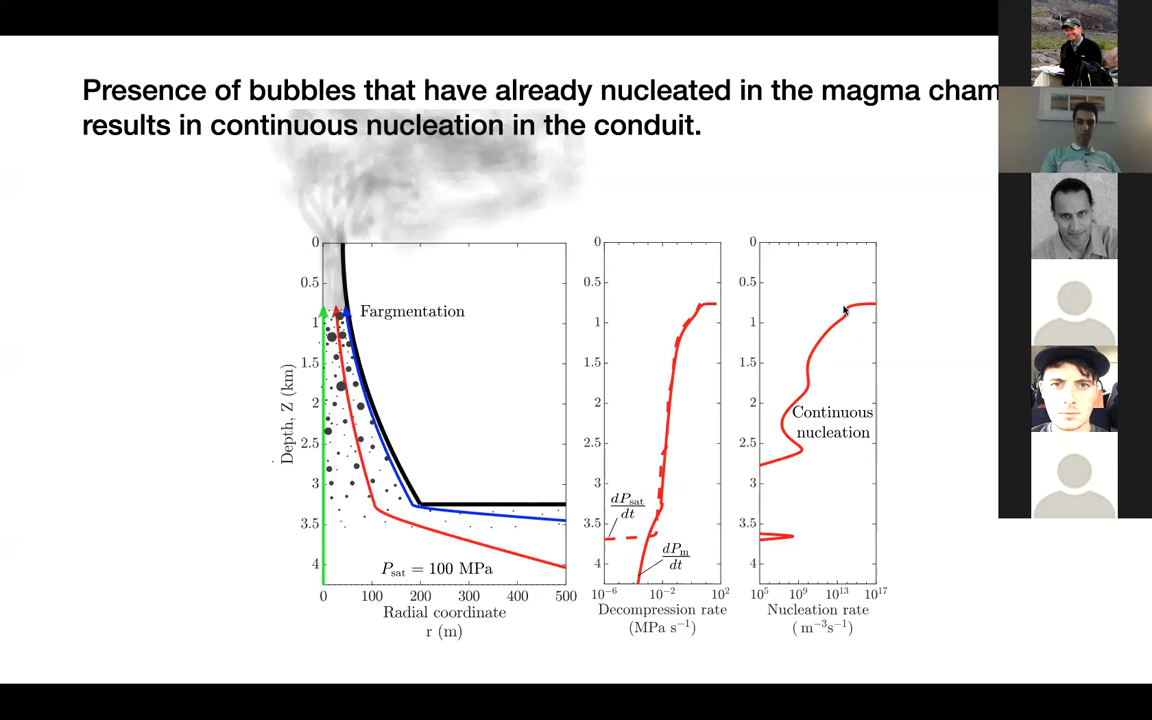 Presence of bubbles that have already nucleated in the magma cham
results in continuous nucleation in the conduit.
0
0.5
1
1.5
2
2.5
3
3.5
4
Depth, Z (km)
Fargmentation
P_sat = 100 MPa
0 100 200 300 400 500
Radial coordinate
r (m)
0
0.5
1
1.5
2
2.5
3
3.5
4
dP_sat
dt
dP_m
dt
10^−6 10^−2 10^2
Decompression rate
(MPa s^−1)
0
0.5
1
1.5
2
2.5
3
3.5
4
Continuous
nucleation
10^5 10^9 10^13 10^17
Nucleation rate
( m^−3s^−1)